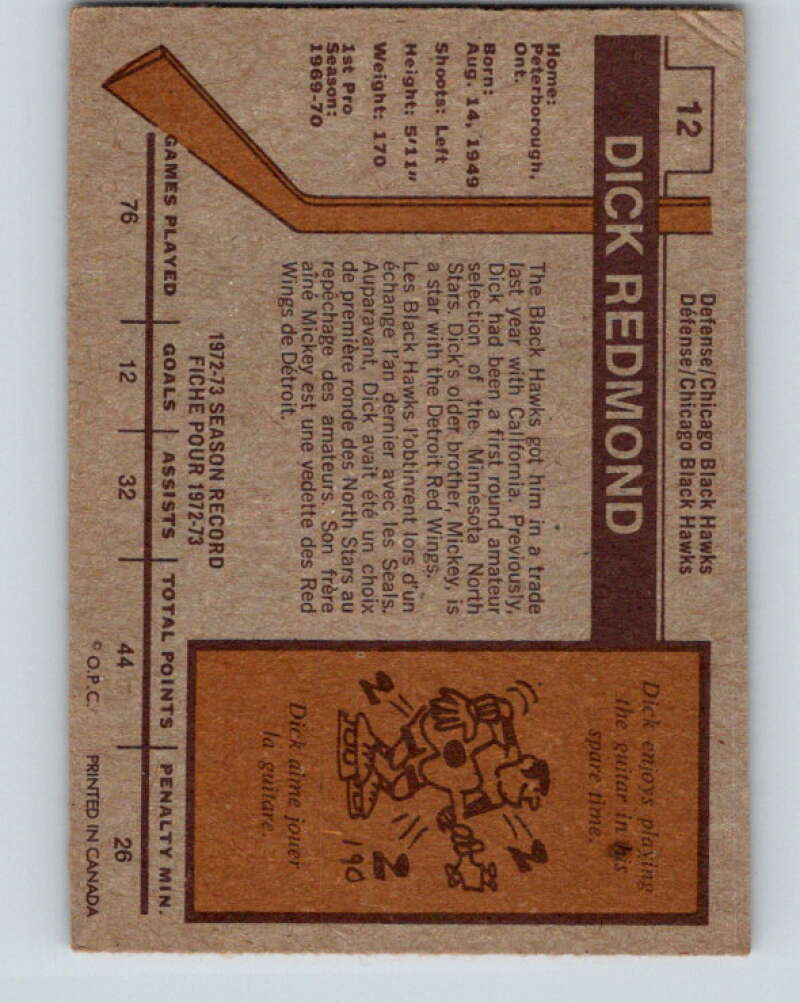 12
Defense/Chicago Black Hawks
Défense/Chicago Black Hawks
DICK REDMOND
Home:
Peterborough,
Ont.
Born:
Aug. 14, 1949
Shoots: Left
Height: 5'11"
Weight: 170
1st Pro
Season:
1969-70
The Black Hawks got him in a trade
last year with California. Previously,
Dick had been a first round amateur
selection of the Minnesota North
Stars. Dick's older brother, Mickey, is
a star with the Detroit Red Wings.
Les Black Hawks l'obtinrent lors d'un
échange l'an dernier avec les Seals.
Auparavant, Dick avait été un choix
de première ronde des North Stars au
repêchage des amateurs. Son frère
aîné Mickey est une vedette des Red
Wings de Détroit.
Dick enjoys playing
the guitar in his
spare time.
190
Dick aime jouer
la guitare.
1972-73 SEASON RECORD
FICHE POUR 1972-73
GAMES PLAYED GOALS ASSISTS TOTAL POINTS PENALTY MIN.
76 12 32 44 26
© O.P.C. PRINTED IN CANADA